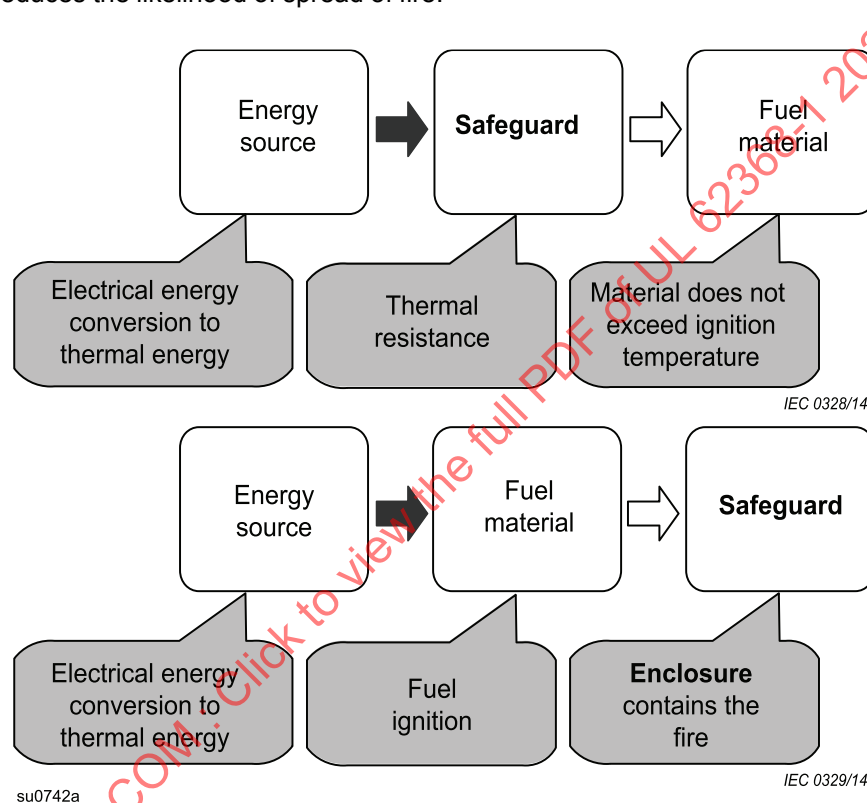 reduces the likelihood of spread of fire.
Energy
source
Safeguard
Fuel
material
Electrical energy
conversion to
thermal energy
Thermal
resistance
Material does not
exceed ignition
temperature
IEC 0328/14
Energy
source
Fuel
material
Safeguard
Electrical energy
conversion to
thermal energy
Fuel
ignition
Enclosure
contains the
fire
IEC 0329/14
su0742a
COM : Click to view the full PDF of UL 62368-1 202